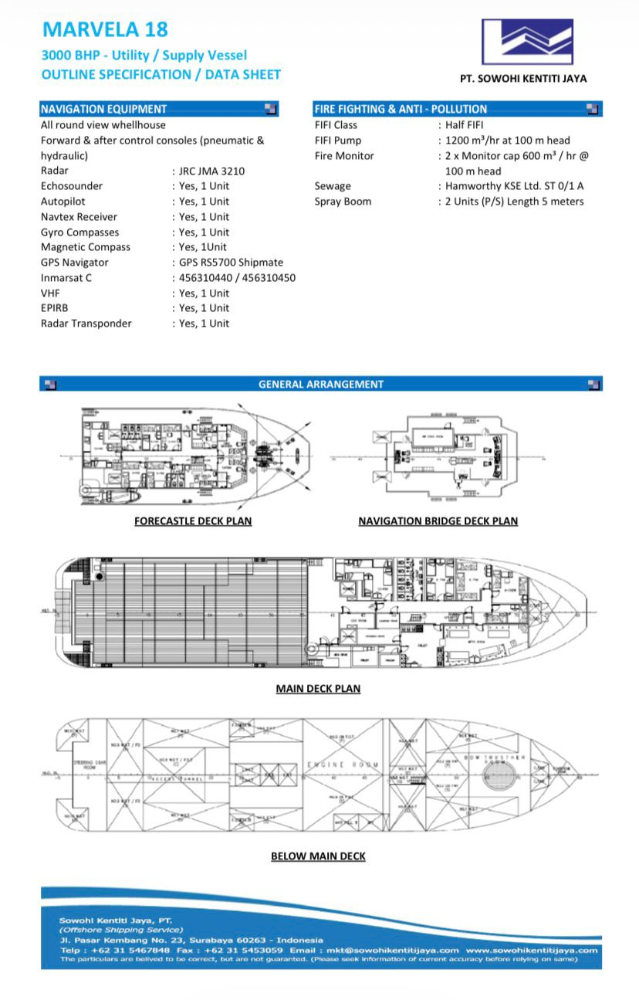 MARVELA 18
3000 BHP - Utility / Supply Vessel
OUTLINE SPECIFICATION / DATA SHEET
PT. SOWOHI KENTITI JAYA
NAVIGATION EQUIPMENT
All round view whellhouse
Forward & after control consoles (pneumatic &
hydraulic)
Radar : JRC JMA 3210
Echosounder : Yes, 1 Unit
Autopilot : Yes, 1 Unit
Navtex Receiver : Yes, 1 Unit
Gyro Compasses : Yes, 1 Unit
Magnetic Compass : Yes, 1Unit
GPS Navigator : GPS RS5700 Shipmate
Inmarsat C : 456310440 / 456310450
VHF : Yes, 1 Unit
EPIRB : Yes, 1 Unit
Radar Transponder : Yes, 1 Unit
FIRE FIGHTING & ANTI - POLLUTION
FIFI Class : Half FIFI
FIFI Pump : 1200 m³/hr at 100 m head
Fire Monitor : 2 x Monitor cap 600 m³ / hr @
100 m head
Sewage : Hamworthy KSE Ltd. ST 0/1 A
Spray Boom : 2 Units (P/S) Length 5 meters
GENERAL ARRANGEMENT
FORECASTLE DECK PLAN
NAVIGATION BRIDGE DECK PLAN
MAIN DECK PLAN
STEERING GEAR
ROOM
ACCESS TUNNEL
ENGINE ROOM
BOW TRUSTHER
ROOM
BELOW MAIN DECK
Sowohi Kentiti Jaya, PT.
(Offshore Shipping Service)
Jl. Pasar Kembang No. 23, Surabaya 60263 - Indonesia
Telp : +62 31 5467848 Fax : +62 31 5453059 Email : mkt@sowohikentitijaya.com www.sowohikentitijaya.com
The particulars are belived to be correct, but are not guaranted. (Please seek information of current accuracy before relying on same)